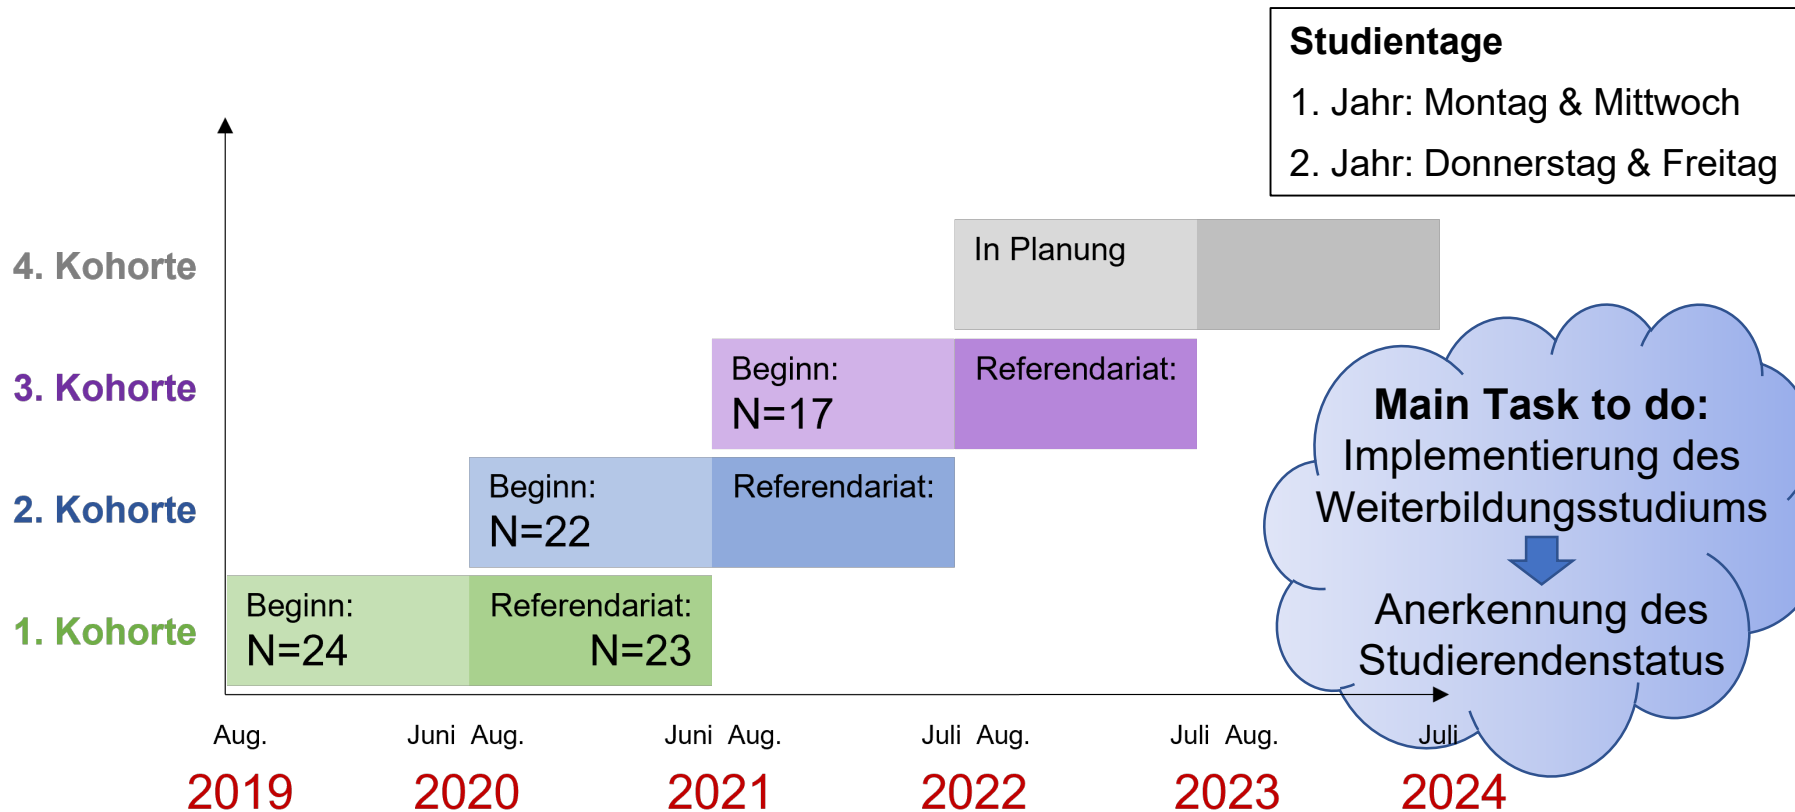 Studientage
1. Jahr: Montag & Mittwoch
2. Jahr: Donnerstag & Freitag
4. Kohorte
In Planung
3. Kohorte
Beginn:
N=17
Referendariat:
2. Kohorte
Beginn:
N=22
Referendariat:
1. Kohorte
Beginn:
N=24
Referendariat:
N=23
Main Task to do:
Implementierung des
Weiterbildungsstudiums
Anerkennung des
Studierendenstatus
Aug. Juni Aug. Juni Aug. Juli Aug. Juli Aug. Juli
2019 2020 2021 2022 2023 2024